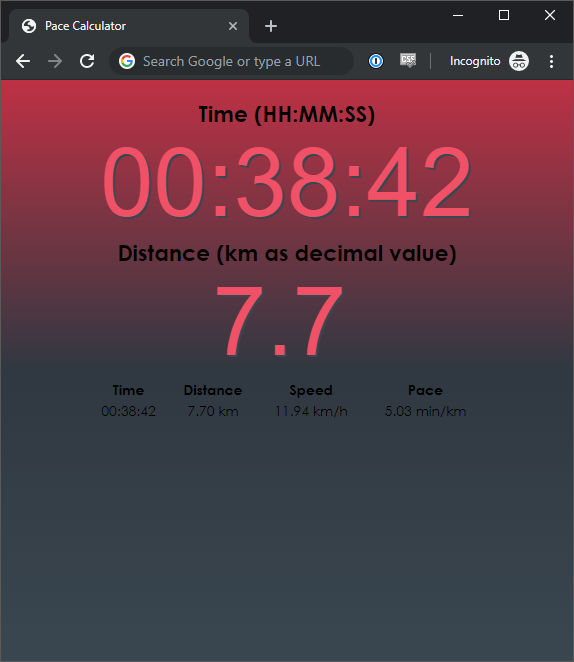 Pace Calculator
Search Google or type a URL
CSF
Incognito
Time (HH:MM:SS)
00:38:42
Distance (km as decimal value)
7.7
Time Distance Speed Pace
00:38:42 7.70 km 11.94 km/h 5.03 min/km